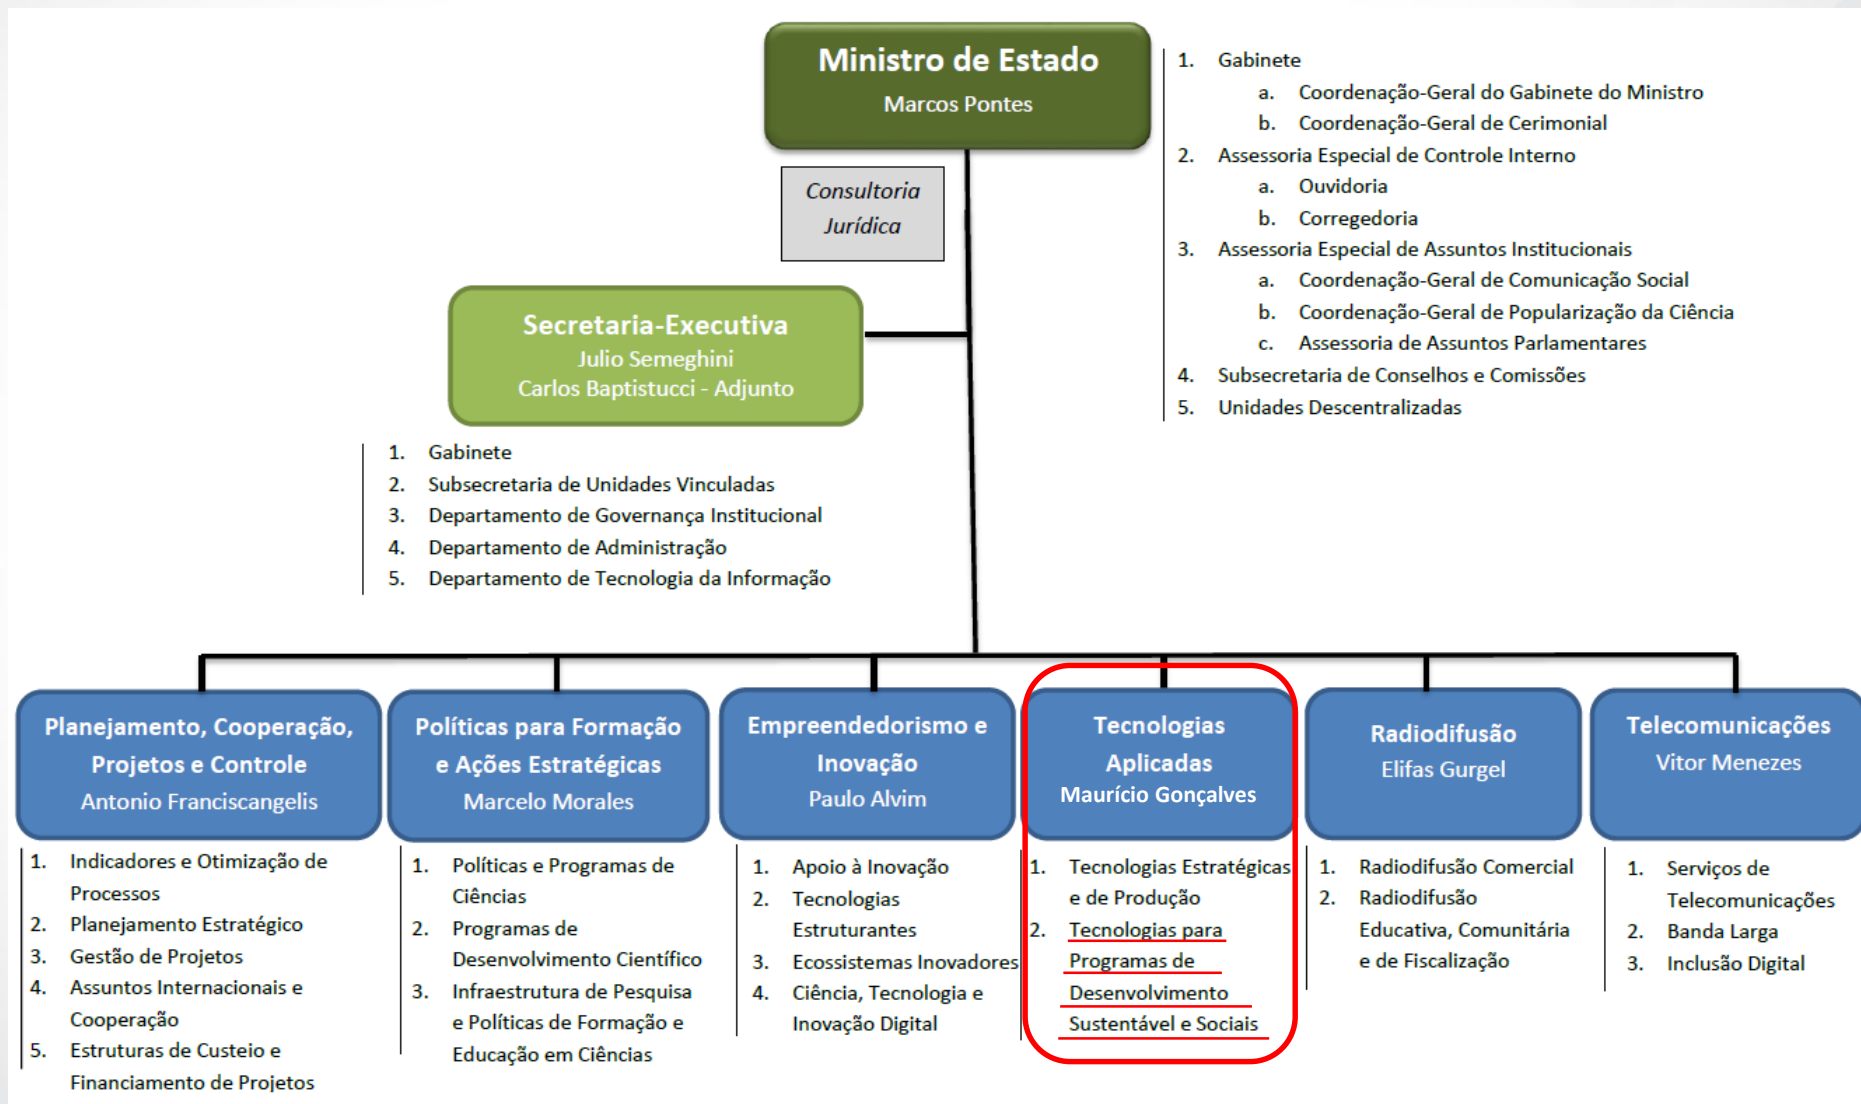 Ministro de Estado
Marcos Pontes
1. Gabinete
a. Coordenação-Geral do Gabinete do Ministro
b. Coordenação-Geral de Cerimonial
2. Assessoria Especial de Controle Interno
a. Ouvidoria
b. Corregedoria
3. Assessoria Especial de Assuntos Institucionais
a. Coordenação-Geral de Comunicação Social
b. Coordenação-Geral de Popularização da Ciência
c. Assessoria de Assuntos Parlamentares
4. Subsecretaria de Conselhos e Comissões
5. Unidades Descentralizadas
Consultoria
Jurídica
Secretaria-Executiva
Julio Semeghini
Carlos Baptistucci - Adjunto
1. Gabinete
2. Subsecretaria de Unidades Vinculadas
3. Departamento de Governança Institucional
4. Departamento de Administração
5. Departamento de Tecnologia da Informação
Planejamento, Cooperação,
Projetos e Controle
Antonio Franciscangelis
1. Indicadores e Otimização de
Processos
2. Planejamento Estratégico
3. Gestão de Projetos
4. Assuntos Internacionais e
Cooperação
5. Estruturas de Custeio e
Financiamento de Projetos
Políticas para Formação
e Ações Estratégicas
Marcelo Morales
1. Políticas e Programas de
Ciências
2. Programas de
Desenvolvimento Científico
3. Infraestrutura de Pesquisa
e Políticas de Formação e
Educação em Ciências
Empreendedorismo e
Inovação
Paulo Alvim
1. Apoio à Inovação
2. Tecnologias
Estruturantes
3. Ecossistemas Inovadores
4. Ciência, Tecnologia e
Inovação Digital
Tecnologias
Aplicadas
Maurício Gonçalves
1. Tecnologias Estratégicas
e de Produção
2. Tecnologias para
Programas de
Desenvolvimento
Sustentável e Sociais
Radiodifusão
Elifas Gurgel
1. Radiodifusão Comercial
2. Radiodifusão
Educativa, Comunitária
e de Fiscalização
Telecomunicações
Vitor Menezes
1. Serviços de
Telecomunicações
2. Banda Larga
3. Inclusão Digital